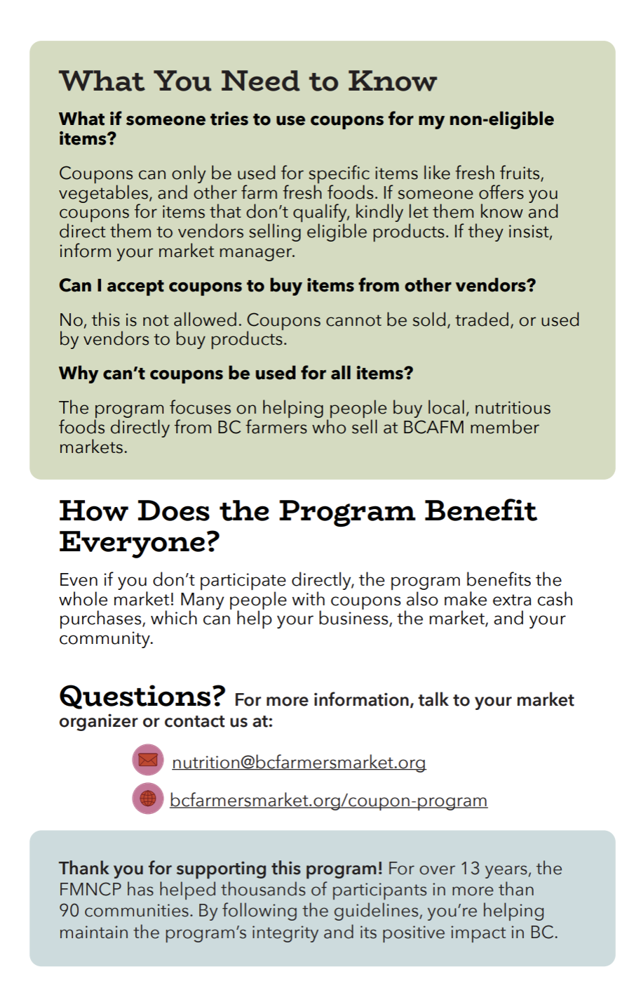 What You Need to Know
What if someone tries to use coupons for my non-eligible
items?
Coupons can only be used for specific items like fresh fruits,
vegetables, and other farm fresh foods. If someone offers you
coupons for items that don’t qualify, kindly let them know and
direct them to vendors selling eligible products. If they insist,
inform your market manager.
Can I accept coupons to buy items from other vendors?
No, this is not allowed. Coupons cannot be sold, traded, or used
by vendors to buy products.
Why can’t coupons be used for all items?
The program focuses on helping people buy local, nutritious
foods directly from BC farmers who sell at BCAFM member
markets.
How Does the Program Benefit
Everyone?
Even if you don’t participate directly, the program benefits the
whole market! Many people with coupons also make extra cash
purchases, which can help your business, the market, and your
community.
Questions? For more information, talk to your market
organizer or contact us at:
nutrition@bcfarmersmarket.org
bcfarmersmarket.org/coupon-program
Thank you for supporting this program! For over 13 years, the
FMNCP has helped thousands of participants in more than
90 communities. By following the guidelines, you’re helping
maintain the program’s integrity and its positive impact in BC.